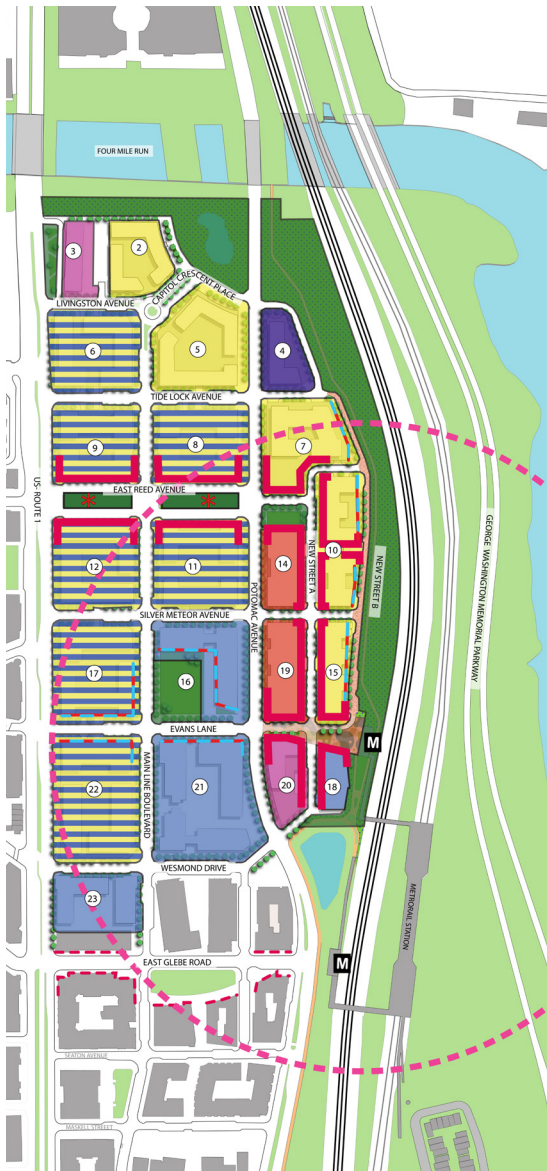 FOUR MILE RUN
3
2
CAPITOL CRESCENT PLACE
LIVINGSTON AVENUE
6
5
4
TIDE LOCK AVENUE
9
8
7
US- ROUTE 1
EAST REED AVENUE
12
11
14
NEW STREET A
10
NEW STREET B
GEORGE WASHINGTON MEMORIAL PARKWAY
POTOMAC AVENUE
SILVER METEOR AVENUE
17
16
19
15
EVANS LANE
M
22
MAIN LINE BOULEVARD
21
20
18
WESMOND DRIVE
23
METRORAIL STATION
EAST GLEBE ROAD
M
SEATON AVENUE
MASKELL STREET